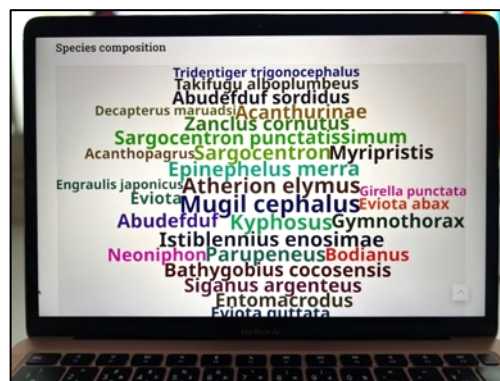 Species composition
Tridentiger trigonocephalus
Takifugu alboplumbeus
Abudefduf sordidus
Decapterus maruadsi Acanthurinae
Zanclus cornutus
Sargocentron punctatissimum
Acanthopagrus Sargocentron Myripristis
Epinephelus merra
Engraulis japonicus Atherion elymus Girella punctata
Eviota Mugil cephalus Eviota abax
Abudefduf Kyphosus Gymnothorax
Istiblennius enosimae
Neoniphon Parupeneus Bodianus
Bathygobius cocosensis
Siganus argenteus
Entomacrodus
Eviota guttata